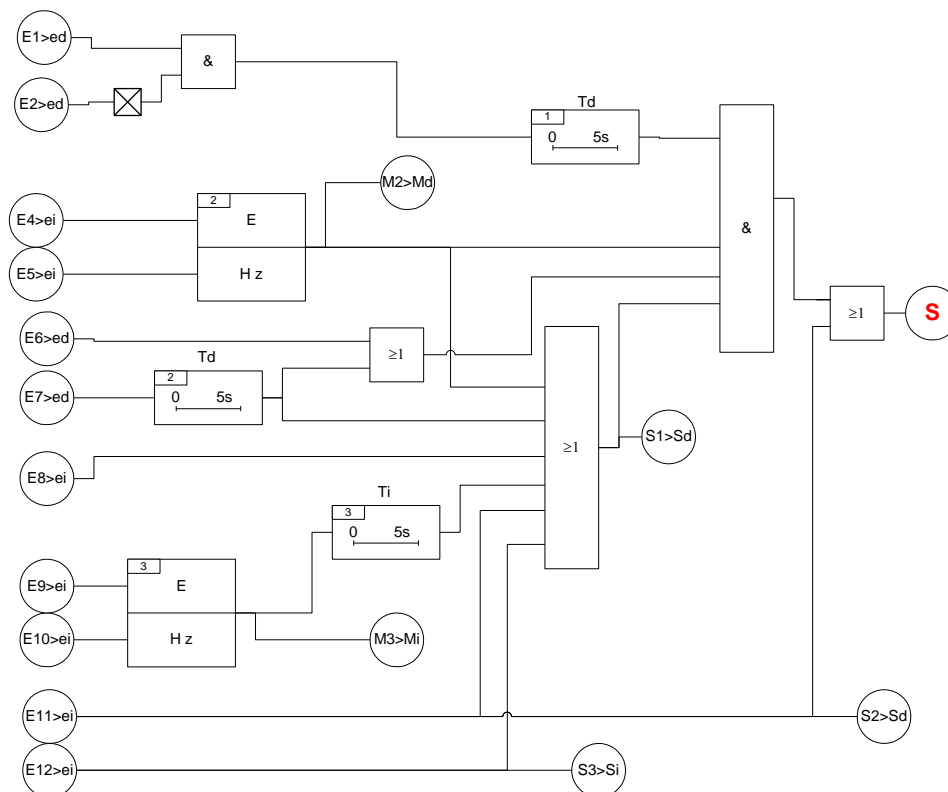 E1>ed
&
E2>ed
Td
1
0 5s
M2>Md
2
E4>ei
E
&
E5>ei
H z
E6>ed
≥1
≥1
S
Td
2
E7>ed
0 5s
S1>Sd
≥1
E8>ei
Ti
3
0 5s
3
E9>ei
E
E10>ei
H z
M3>Mi
E11>ei
S2>Sd
E12>ei
S3>Si